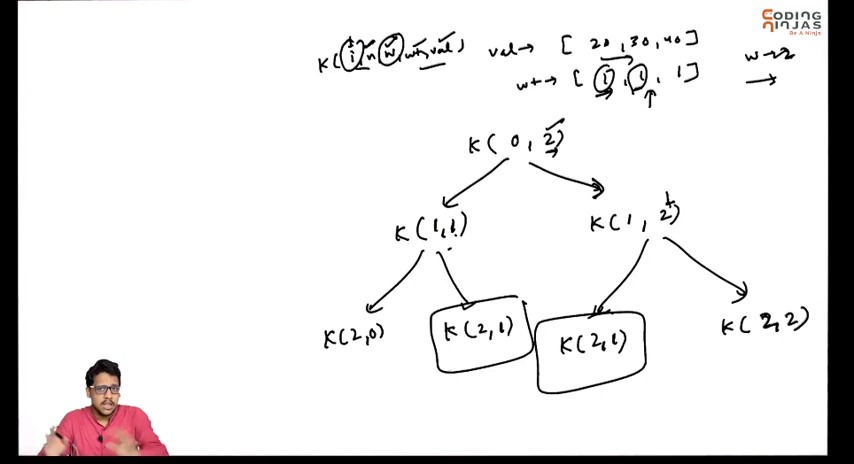 CODING
NINJAS
Be A Ninja
K( i, n, w, wt, val ) val→ [ 20, 30, 40 ]
wt→ [ 1, 1, 1 ] w→2
K( 0, 2)
K( 1, 1) K( 1, 2)
K(2,0) K(2,1) K(2,1) K( 2, 2)